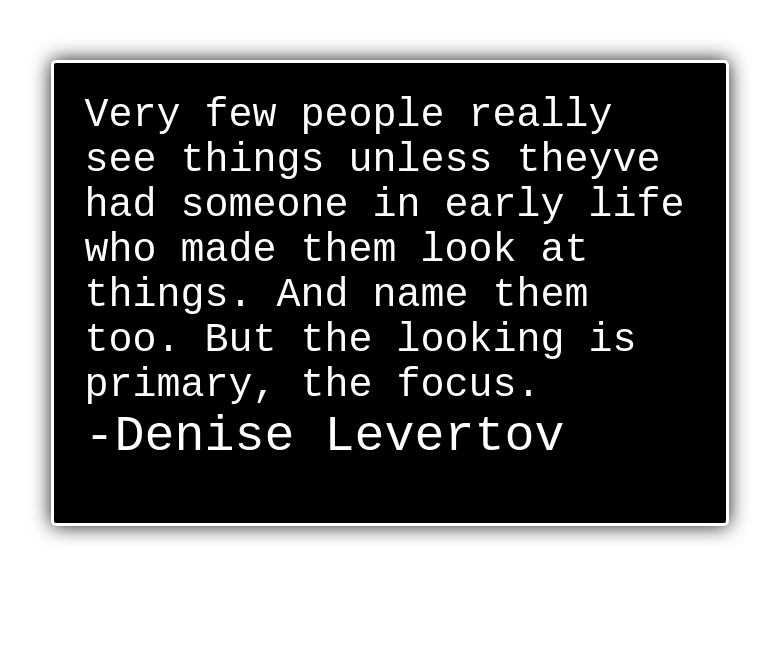 Very few people really
see things unless theyve
had someone in early life
who made them look at
things. And name them
too. But the looking is
primary, the focus.
-Denise Levertov